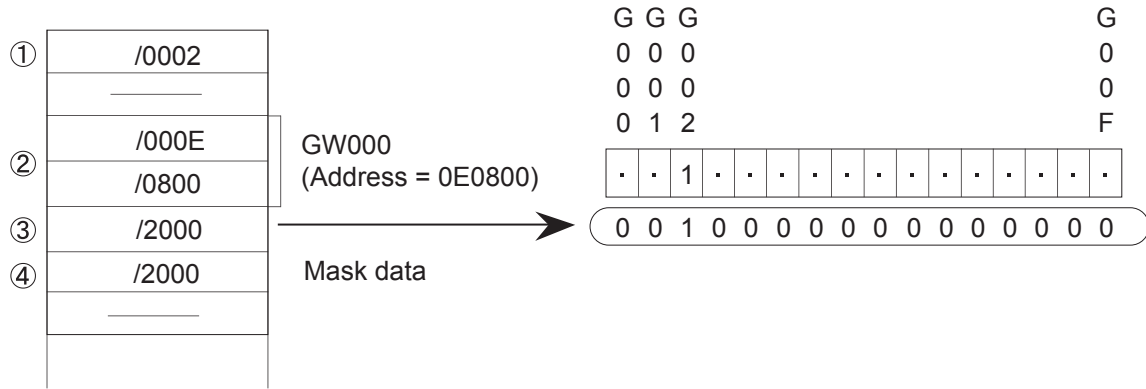 ① /0002
② /000E
/0800
③ /2000
④ /2000
GW000
(Address = 0E0800)
Mask data
G G G G
0 0 0 0
0 0 0 0
0 1 2 F
· · 1 · · · · · · · · · · · · ·
0 0 1 0 0 0 0 0 0 0 0 0 0 0 0 0